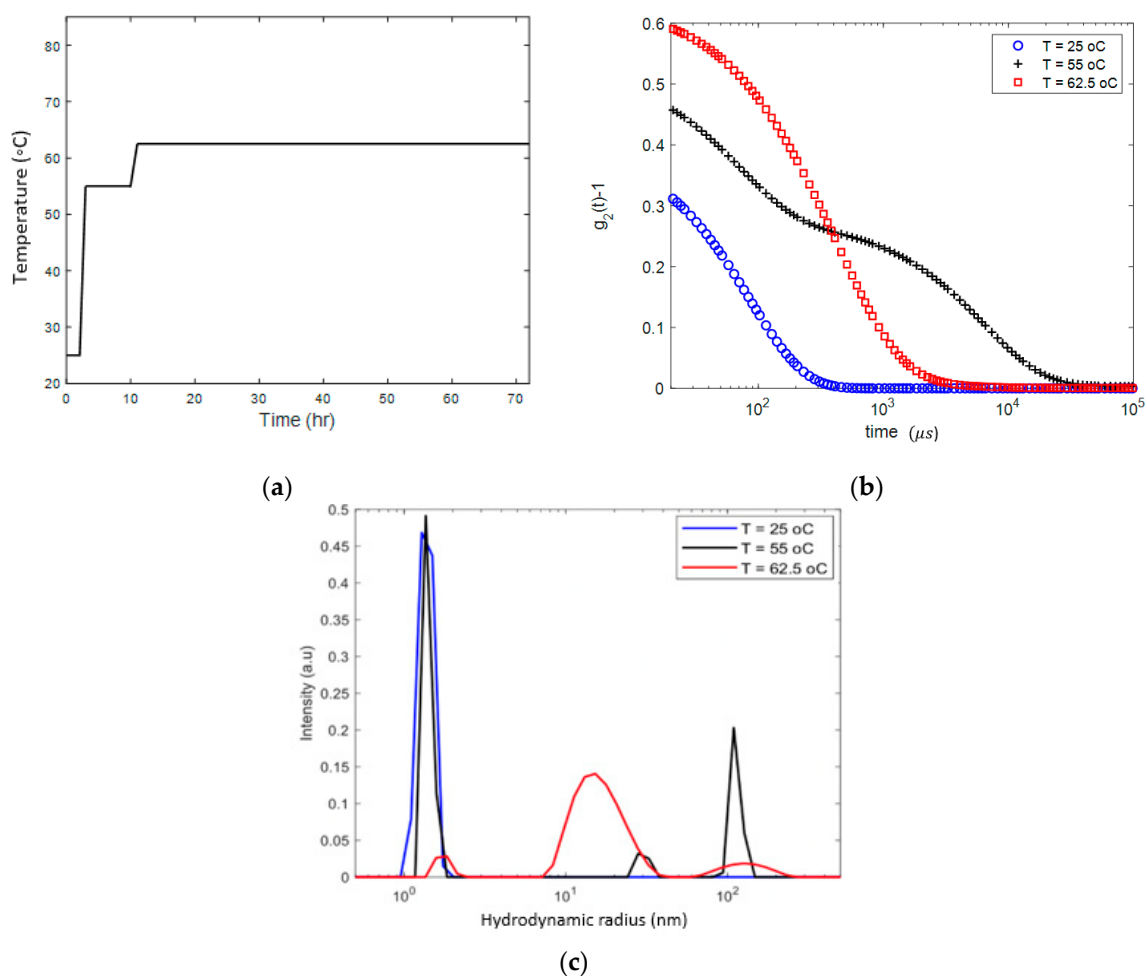 80
70
60
50
40
30
20
Temperature (◦C)
0 10 20 30 40 50 60 70
Time (hr)
(a)
0.6
0.5
0.4
0.3
0.2
0.1
0
g2(t)-1
T = 25 oC
T = 55 oC
T = 62.5 oC
10^2 10^3 10^4 10^5
time (μs)
(b)
0.5
0.45
0.4
0.35
0.3
0.25
0.2
0.15
0.1
0.05
0
Intensity (a.u)
T = 25 oC
T = 55 oC
T = 62.5 oC
10^0 10^1 10^2
Hydrodynamic radius (nm)
(c)